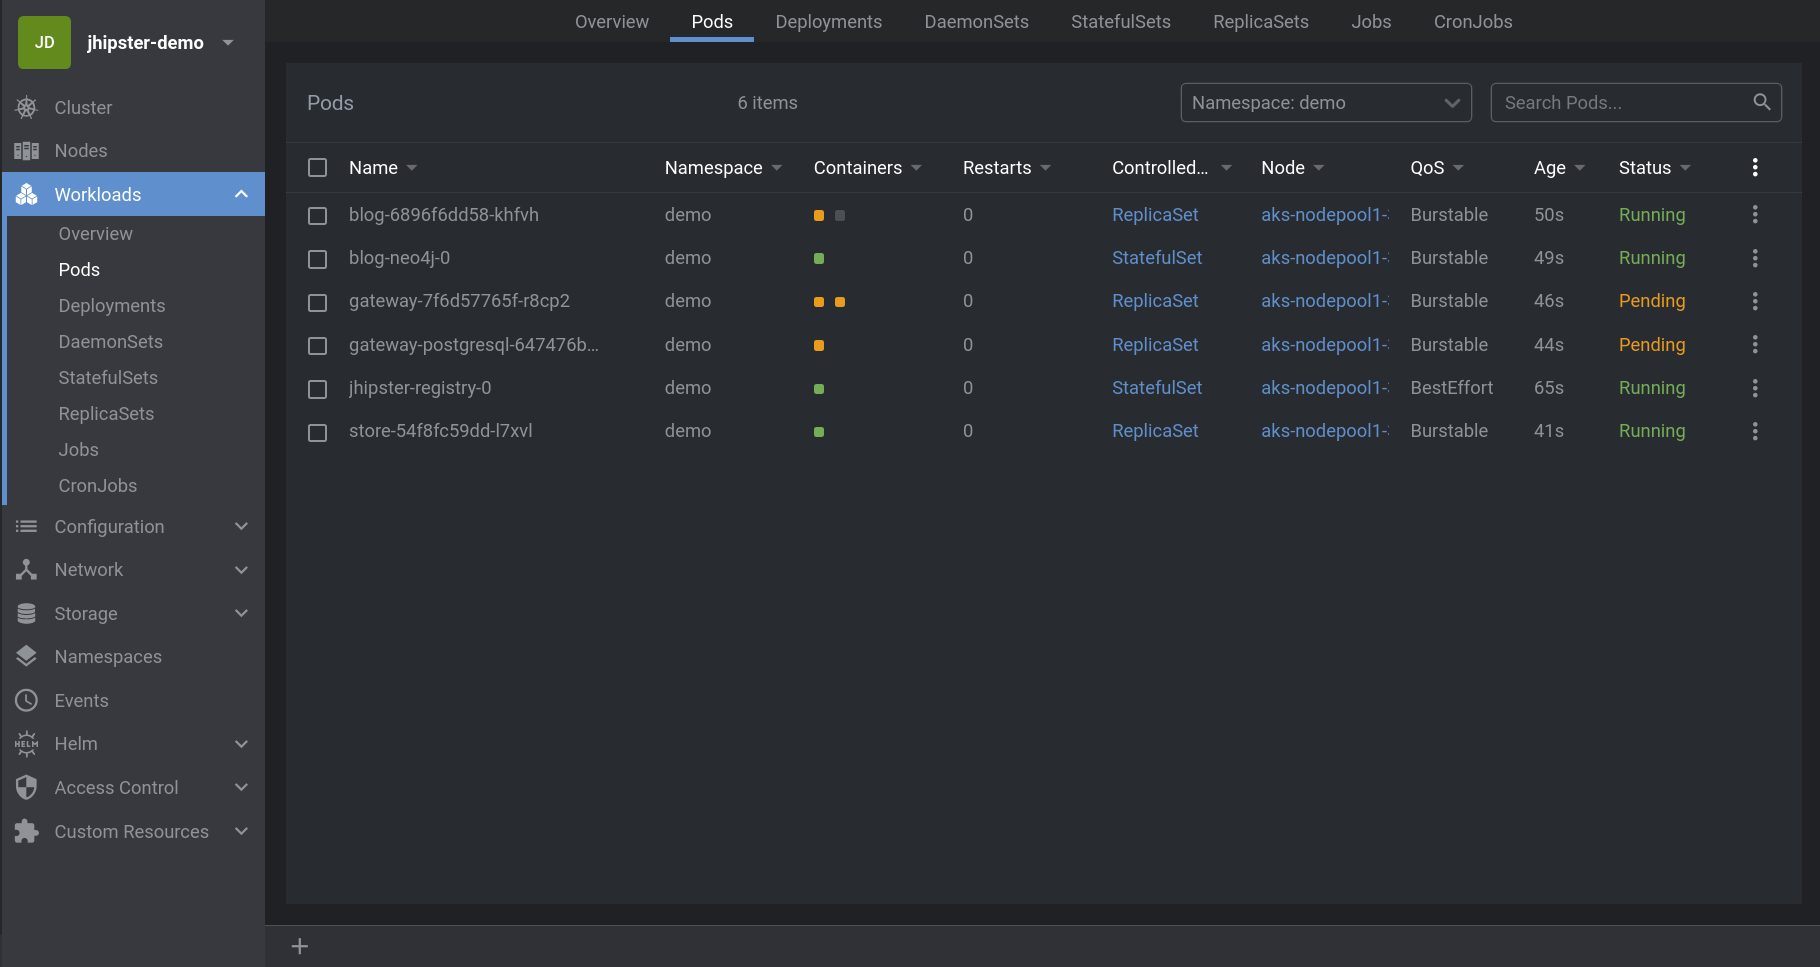 JD jhipster-demo
Overview Pods Deployments DaemonSets StatefulSets ReplicaSets Jobs CronJobs
Cluster
Nodes
Workloads
Overview
Pods
Deployments
DaemonSets
StatefulSets
ReplicaSets
Jobs
CronJobs
Configuration
Network
Storage
Namespaces
Events
HELM Helm
Access Control
Custom Resources
Pods 6 items Namespace: demo Search Pods...
Name Namespace Containers Restarts Controlled... Node QoS Age Status
blog-6896f6dd58-khfvh demo 0 ReplicaSet aks-nodepool1- Burstable 50s Running
blog-neo4j-0 demo 0 StatefulSet aks-nodepool1- Burstable 49s Running
gateway-7f6d57765f-r8cp2 demo 0 ReplicaSet aks-nodepool1- Burstable 46s Pending
gateway-postgresql-647476b... demo 0 ReplicaSet aks-nodepool1- Burstable 44s Pending
jhipster-registry-0 demo 0 StatefulSet aks-nodepool1- BestEffort 65s Running
store-54f8fc59dd-l7xvl demo 0 ReplicaSet aks-nodepool1- Burstable 41s Running